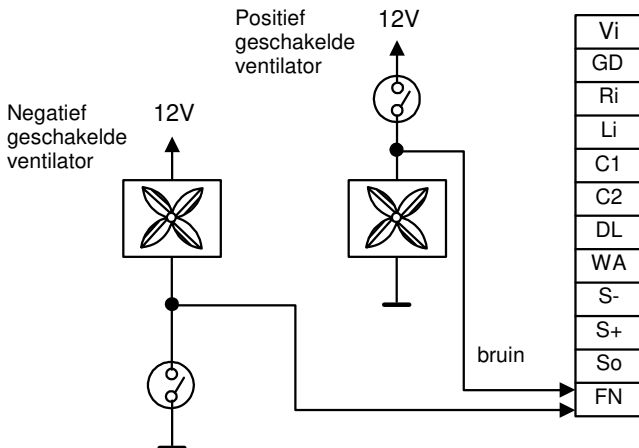 Positief
geschakelde
ventilator
12V
Negatief
geschakelde
ventilator
12V
bruin
Vi
GD
Ri
Li
C1
C2
DL
WA
S-
S+
So
FN